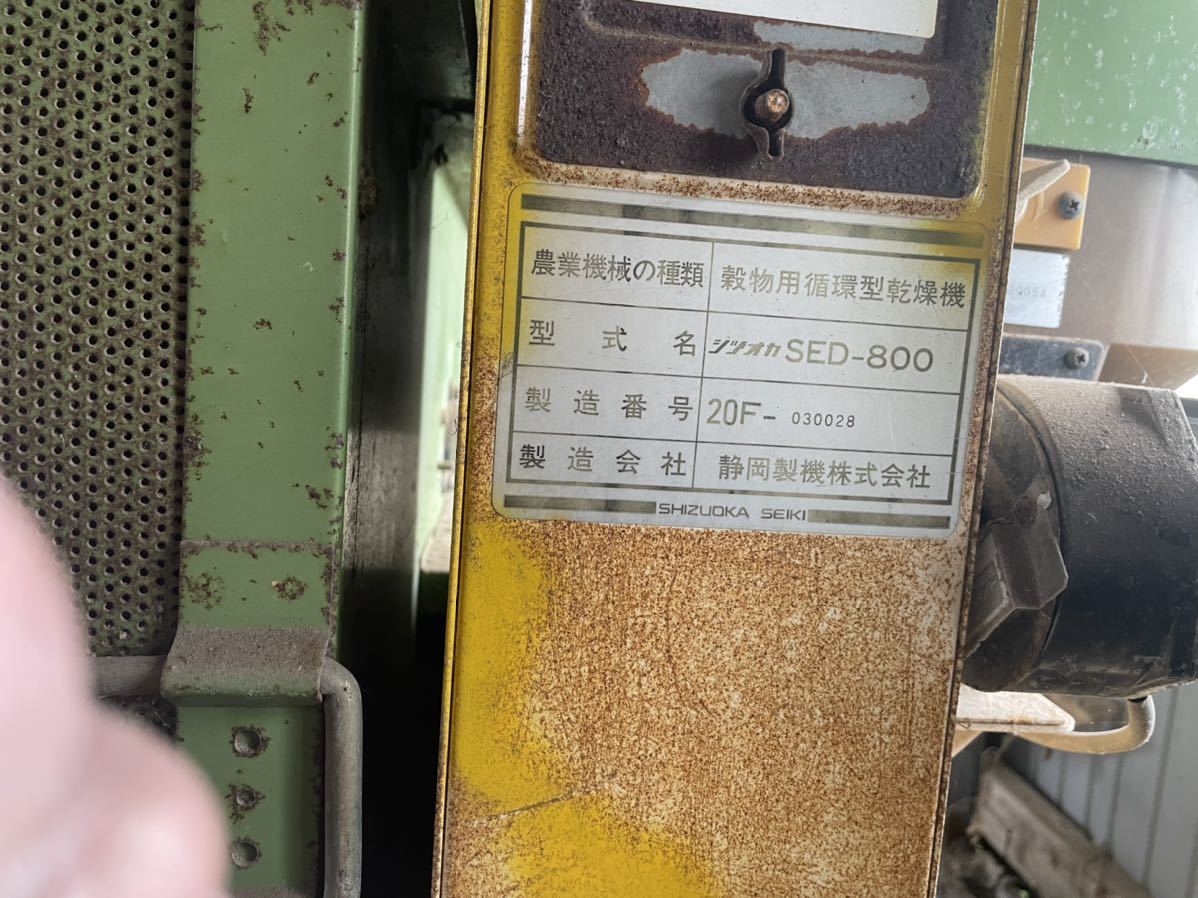 農業機械の種類 穀物用循環型乾燥機
型式名 シヅオカ SED-800
製造番号 20F- 030028
製造会社 静岡製機株式会社
SHIZUOKA SEIKI